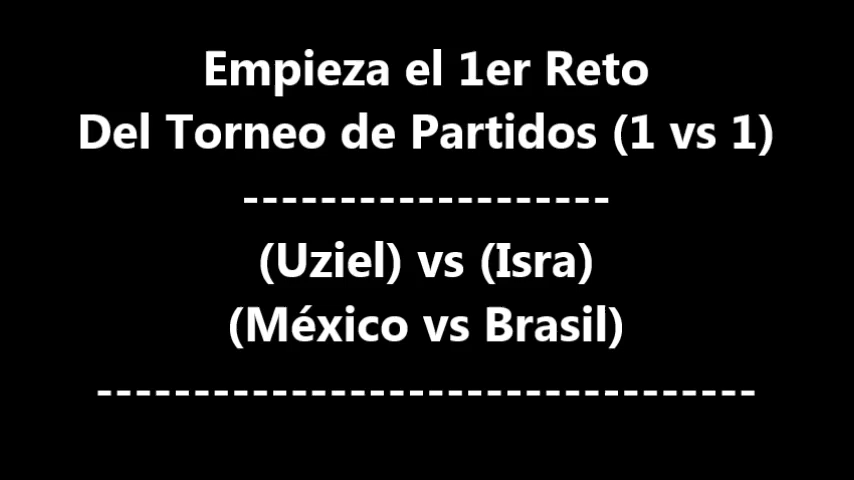 Empieza el 1er Reto
Del Torneo de Partidos (1 vs 1)
-------------------
(Uziel) vs (Isra)
(México vs Brasil)
----------------------------------